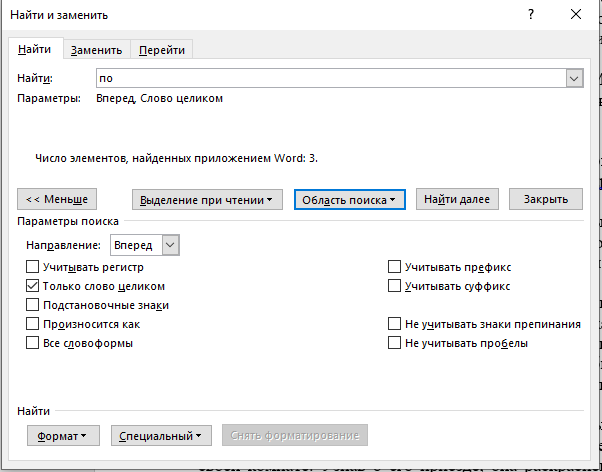 Найти и заменить
Найти Заменить Перейти
Найти: по
Параметры: Вперед, Слово целиком
Число элементов, найденных приложением Word: 3.
<< Меньше Выделение при чтении Область поиска Найти далее Закрыть
Параметры поиска
Направление: Вперед
Учитывать регистр Учитывать префикс
Только слово целиком Учитывать суффикс
Подстановочные знаки
Произносится как Не учитывать знаки препинания
Все словоформы Не учитывать пробелы
Найти
Формат Специальный Снять форматирование